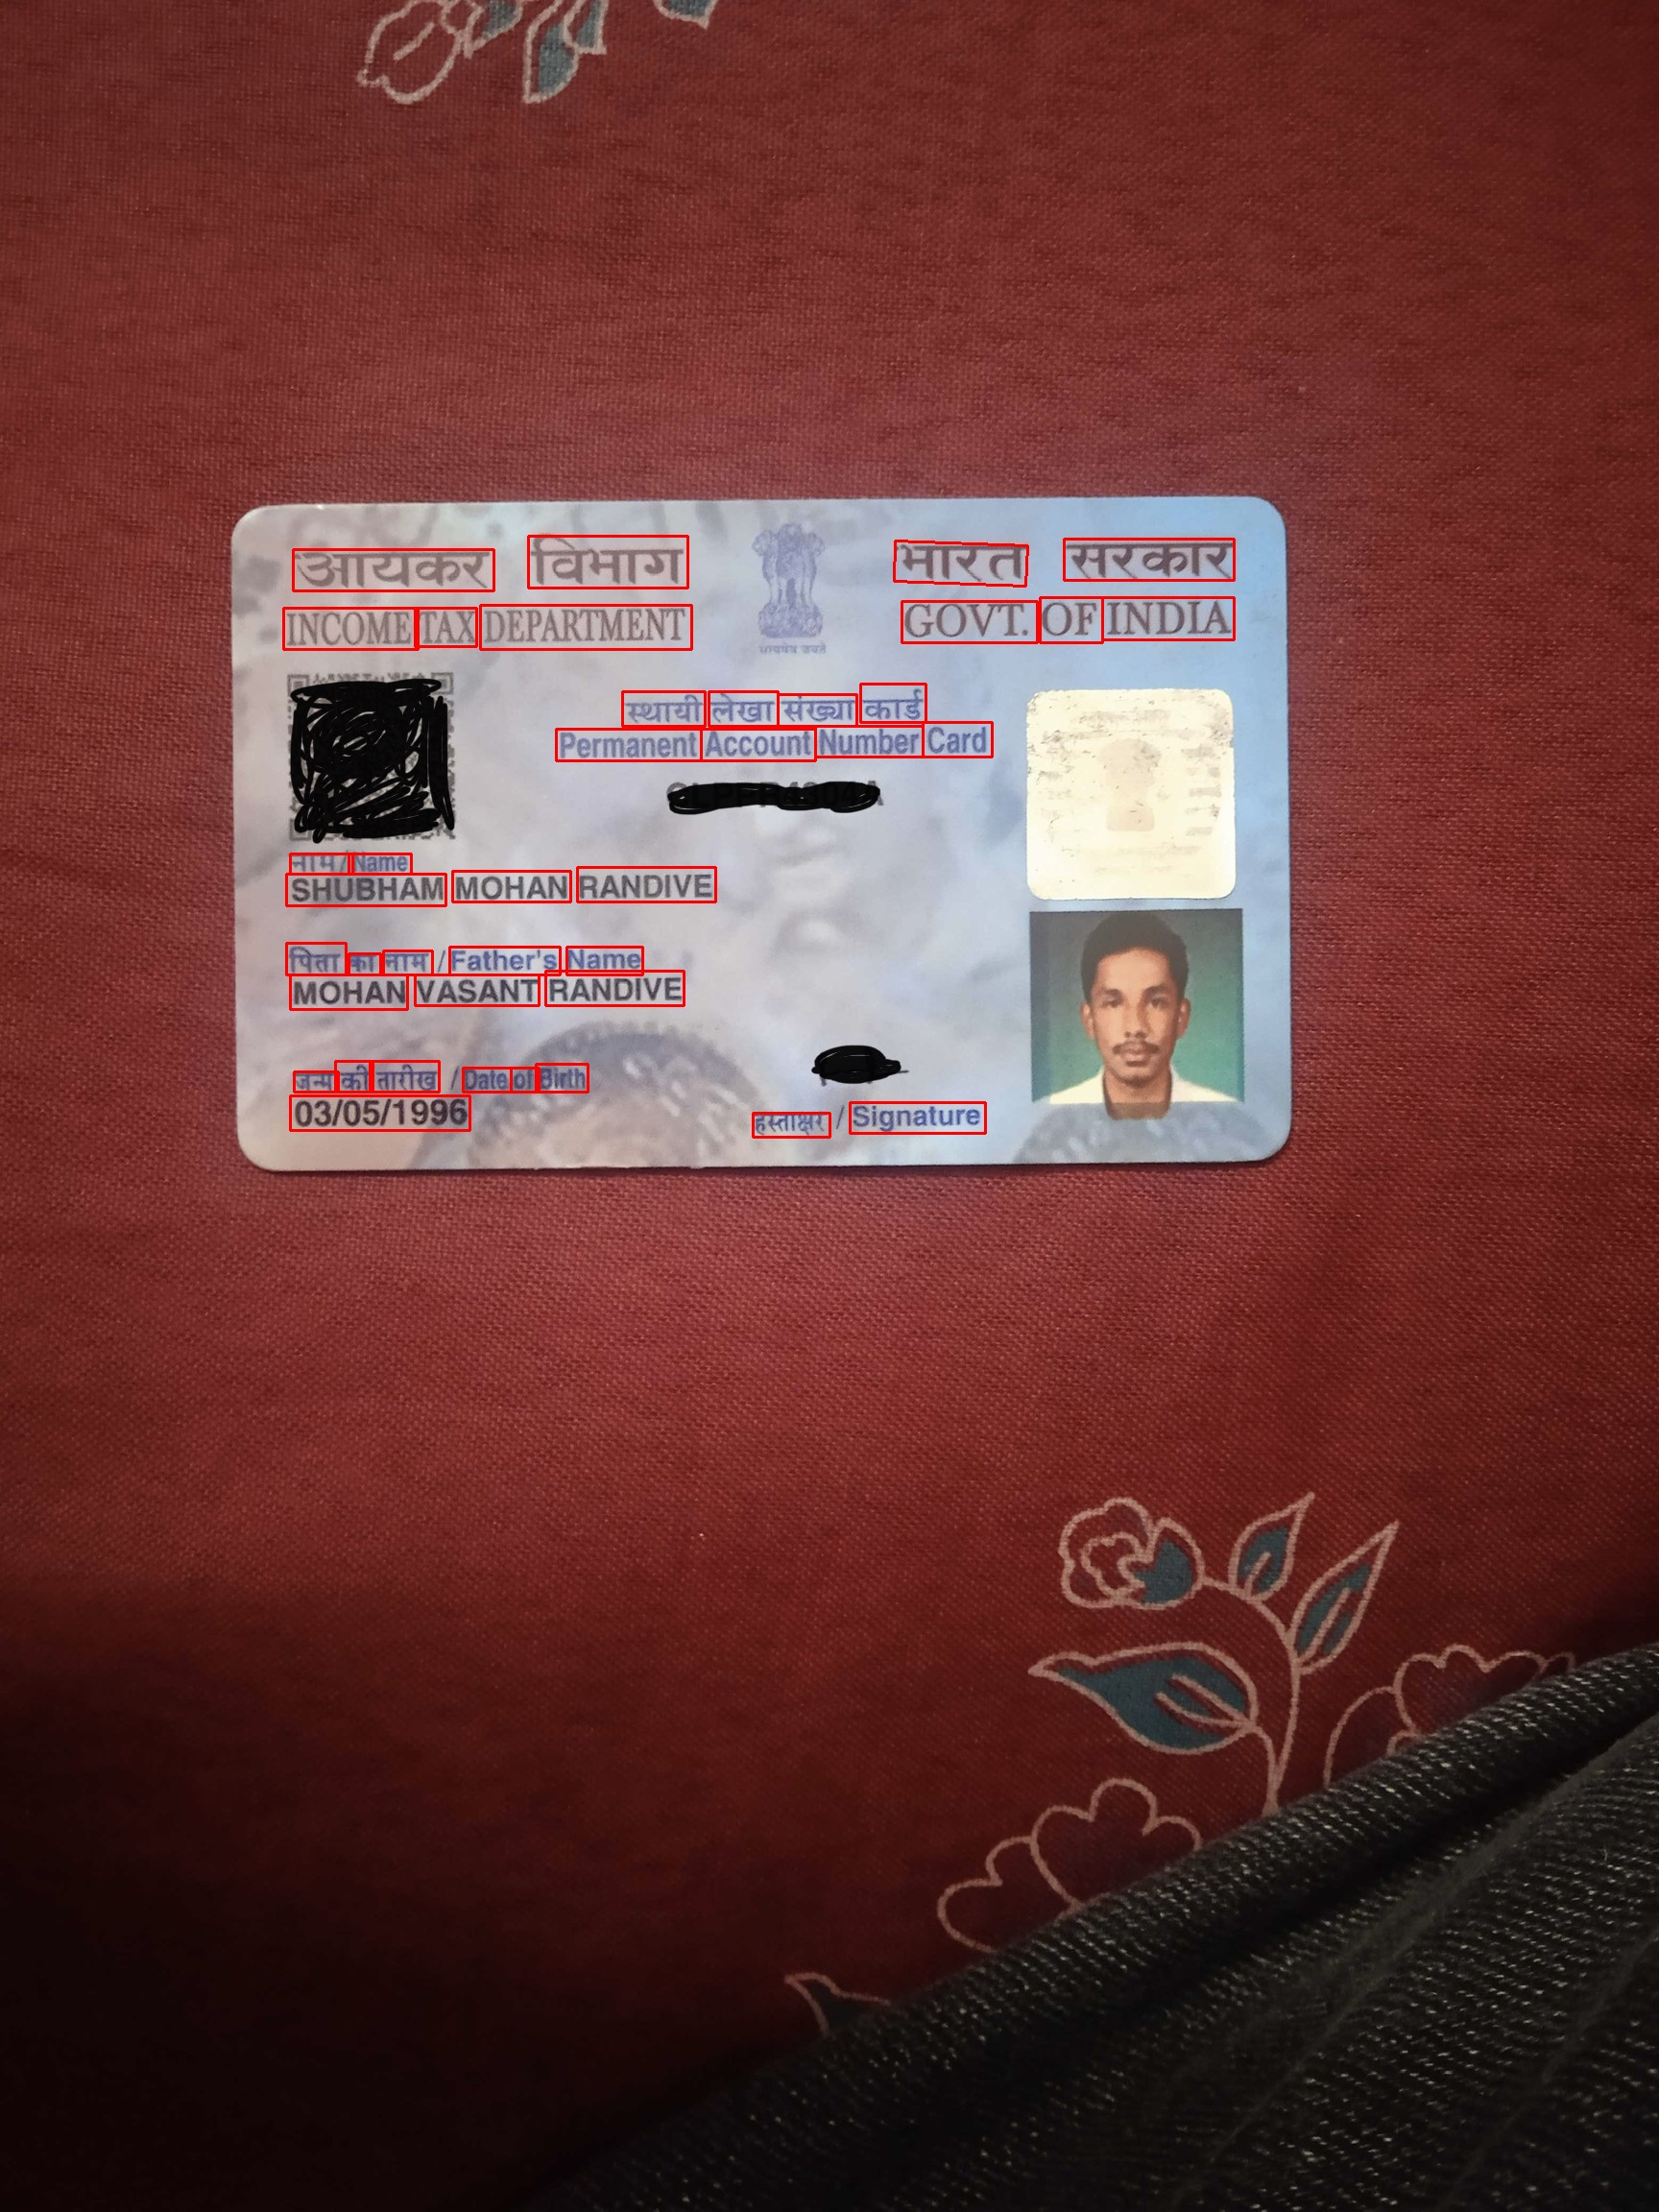 आयकर विभाग
INCOME TAX DEPARTMENT
सत्यमेव जयते
भारत सरकार
GOVT. OF INDIA
स्थायी लेखा संख्या कार्ड
Permanent Account Number Card
नाम / Name
SHUBHAM MOHAN RANDIVE
पिता का नाम / Father's Name
MOHAN VASANT RANDIVE
जन्म की तारीख / Date of Birth
03/05/1996
हस्ताक्षर / Signature